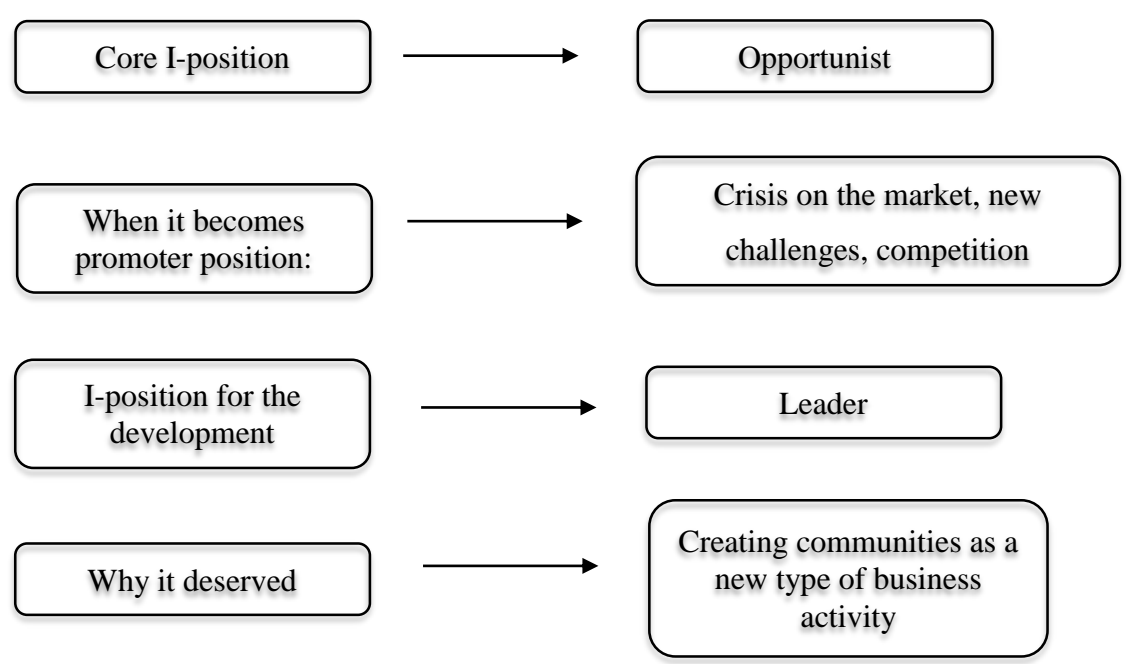 Core I-position
Opportunist
When it becomes
promoter position:
Crisis on the market, new
challenges, competition
I-position for the
development
Leader
Why it deserved
Creating communities as a
new type of business
activity